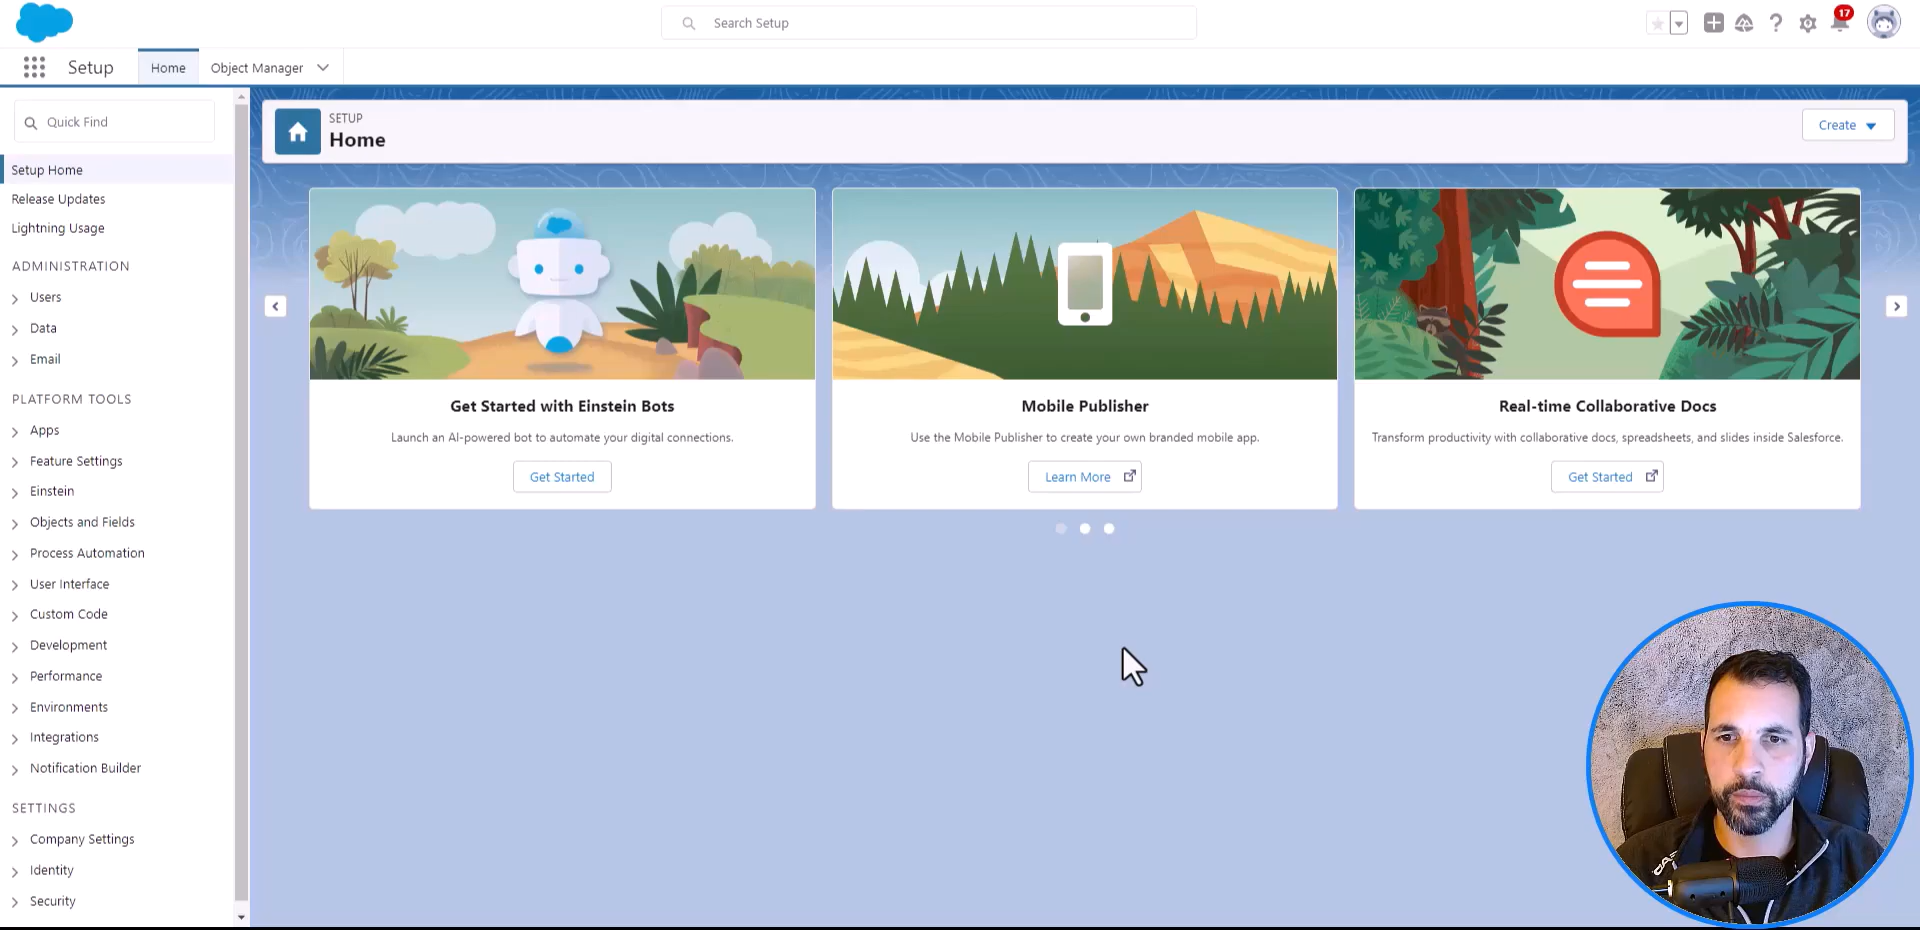 Search Setup
17
Setup
Home
Object Manager
Quick Find
Setup Home
Release Updates
Lightning Usage
ADMINISTRATION
Users
Data
Email
PLATFORM TOOLS
Apps
Feature Settings
Einstein
Objects and Fields
Process Automation
User Interface
Custom Code
Development
Performance
Environments
Integrations
Notification Builder
SETTINGS
Company Settings
Identity
Security
SETUP
Home
Create
Get Started with Einstein Bots
Launch an AI-powered bot to automate your digital connections.
Get Started
Mobile Publisher
Use the Mobile Publisher to create your own branded mobile app.
Learn More
Real-time Collaborative Docs
Transform productivity with collaborative docs, spreadsheets, and slides inside Salesforce.
Get Started